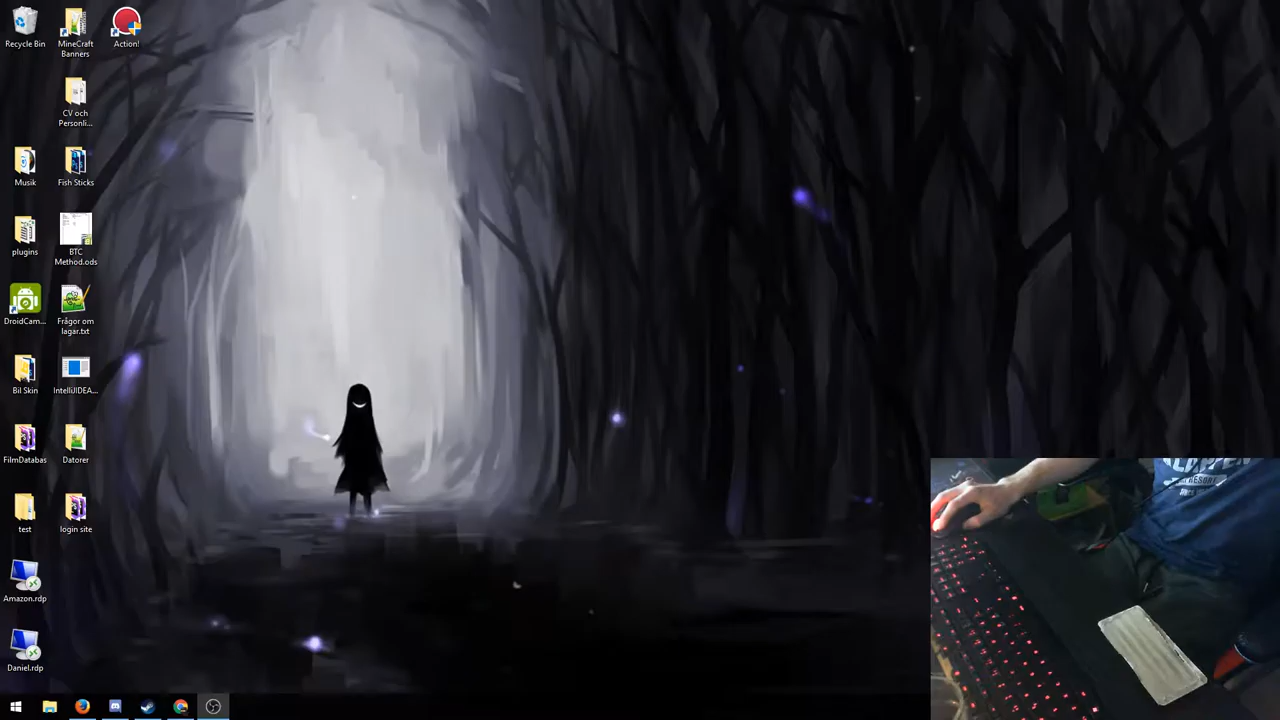 Recycle Bin
MineCraft
Banners
Action!
CV och
Personli...
Musik
Fish Sticks
plugins
BTC
Method.ods
DroidCam...
Frågor om
lagar.txt
Bil Skin
IntelliJIDEA...
FilmDatabas
Datorer
test
login site
Amazon.rdp
Daniel.rdp
RESORT